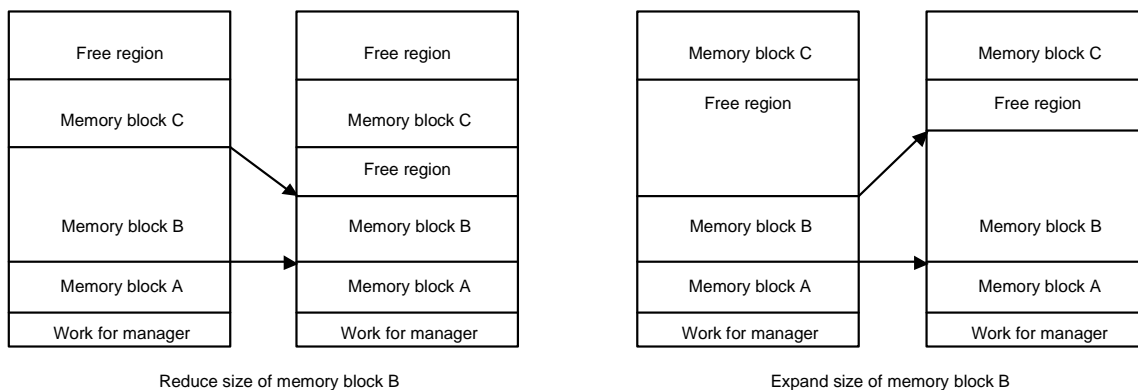 Free region
Memory block C
Memory block B
Memory block A
Work for manager
Free region
Memory block C
Free region
Memory block B
Memory block A
Work for manager
Reduce size of memory block B
Memory block C
Free region
Memory block B
Memory block A
Work for manager
Memory block C
Free region
Memory block B
Memory block A
Work for manager
Expand size of memory block B